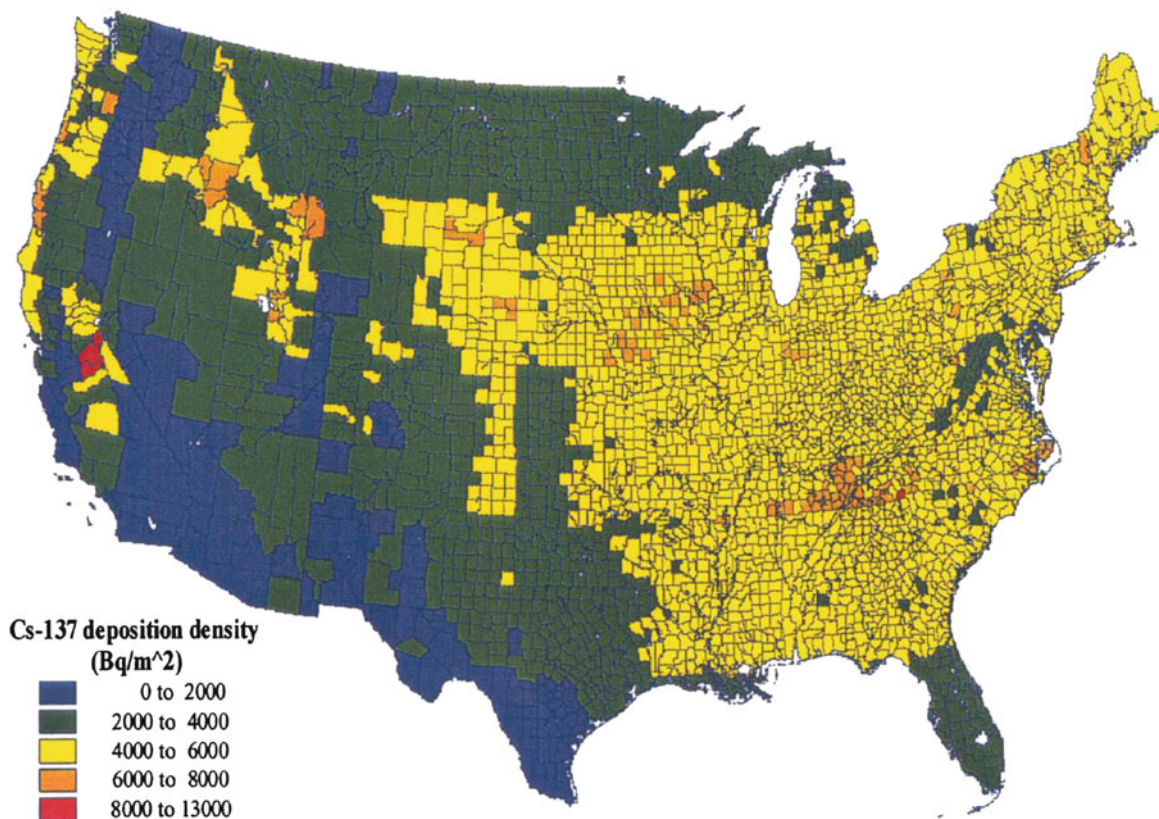 Cs-137 deposition density
(Bq/m^2)
0 to 2000
2000 to 4000
4000 to 6000
6000 to 8000
8000 to 13000